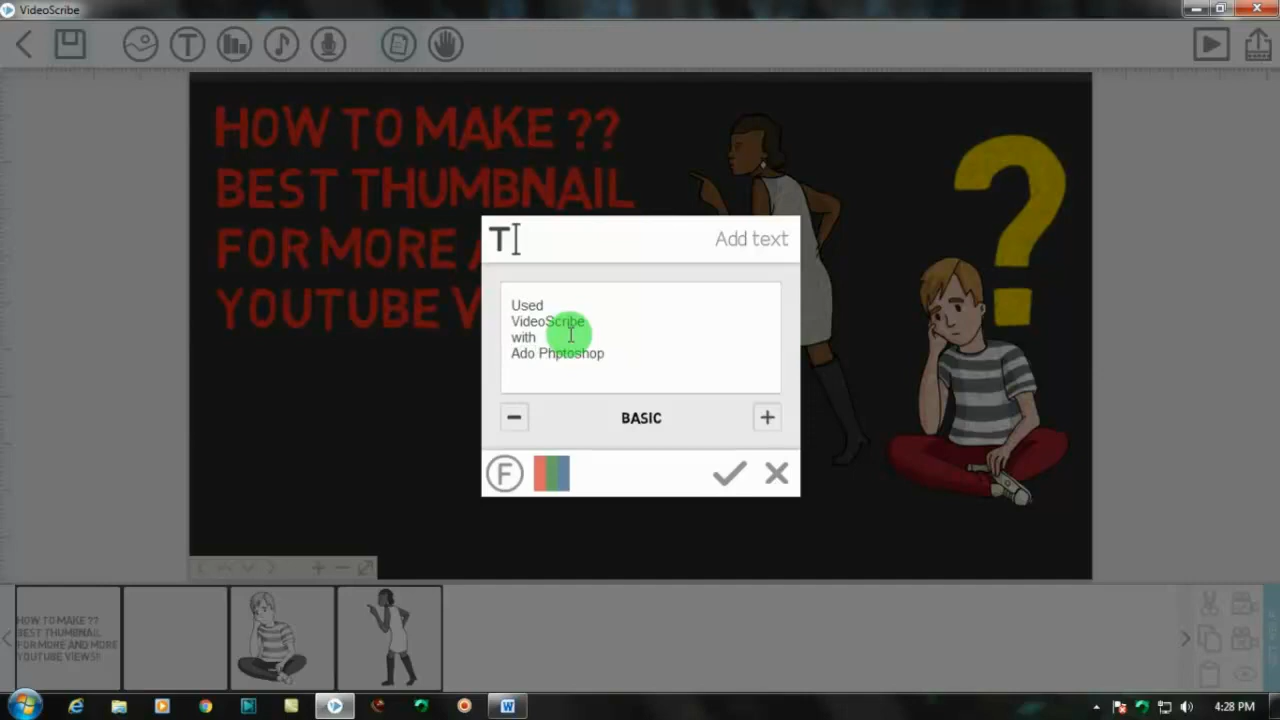 VideoScribe
HOW TO MAKE ??
BEST THUMBNAIL
FOR MORE A
YOUTUBE V
?
T Add text
Used
VideoScribe
with
Ado Phptoshop
BASIC
F
HOW TO MAKE ??
BEST THUMBNAIL
FOR MORE AND MORE
YOUTUBE VIEWS!!
4:28 PM